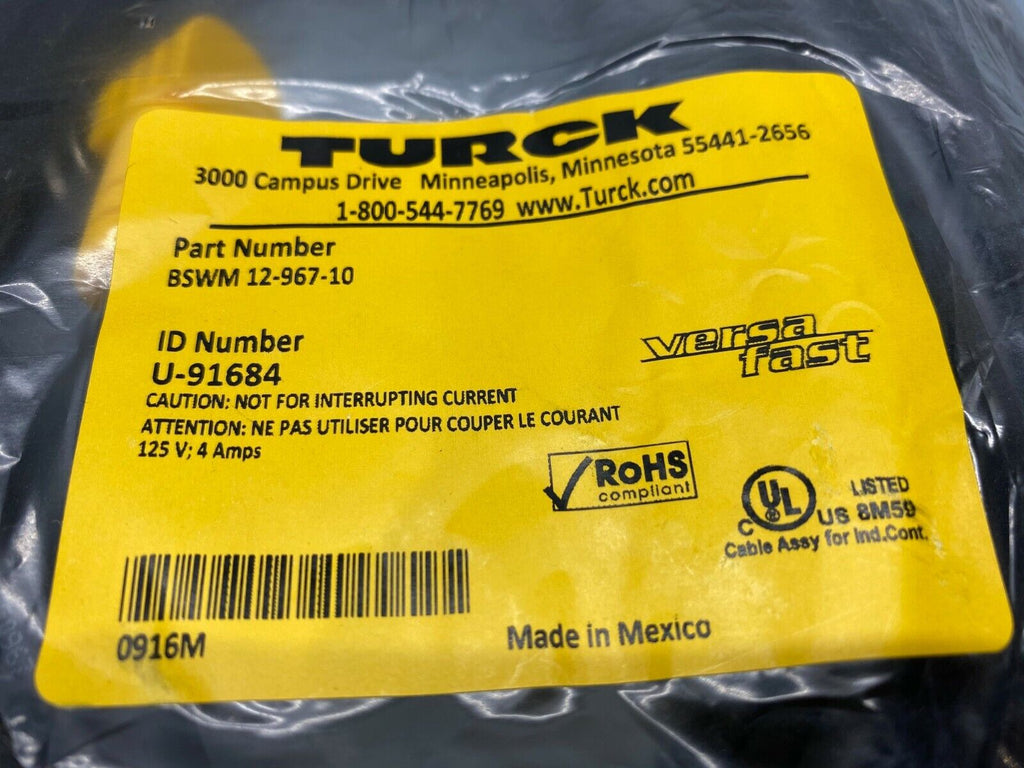 TURCK
3000 Campus Drive Minneapolis, Minnesota 55441-2656
1-800-544-7769 www.Turck.com
Part Number
BSWM 12-967-10
ID Number
U-91684
versa
fast
CAUTION: NOT FOR INTERRUPTING CURRENT
ATTENTION: NE PAS UTILISER POUR COUPER LE COURANT
125 V; 4 Amps
RoHS
compliant
UL
®
LISTED
C US 8M59
Cable Assy for Ind.Cont.
0916M
Made in Mexico